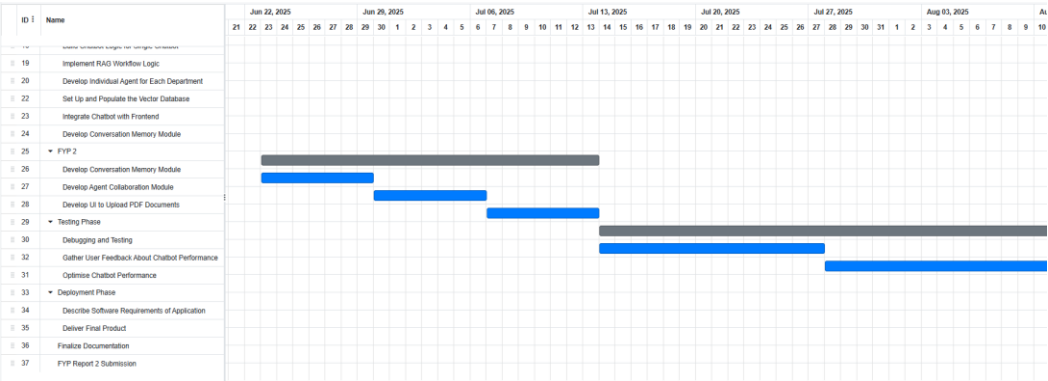 Jun 22, 2025 Jun 29, 2025 Jul 06, 2025 Jul 13, 2025 Jul 20, 2025 Jul 27, 2025 Aug 03, 2025 Au
ID Name
21 22 23 24 25 26 27 28 29 30 1 2 3 4 5 6 7 8 9 10 11 12 13 14 15 16 17 18 19 20 21 22 23 24 25 26 27 28 29 30 31 1 2 3 4 5 6 7 8 9 10
19 Implement RAG Workflow Logic
20 Develop Individual Agent for Each Department
22 Set Up and Populate the Vector Database
23 Integrate Chatbot with Frontend
24 Develop Conversation Memory Module
25 FYP 2
26 Develop Conversation Memory Module
27 Develop Agent Collaboration Module
28 Develop UI to Upload PDF Documents
29 Testing Phase
30 Debugging and Testing
32 Gather User Feedback About Chatbot Performance
31 Optimise Chatbot Performance
33 Deployment Phase
34 Describe Software Requirements of Application
35 Deliver Final Product
36 Finalize Documentation
37 FYP Report 2 Submission